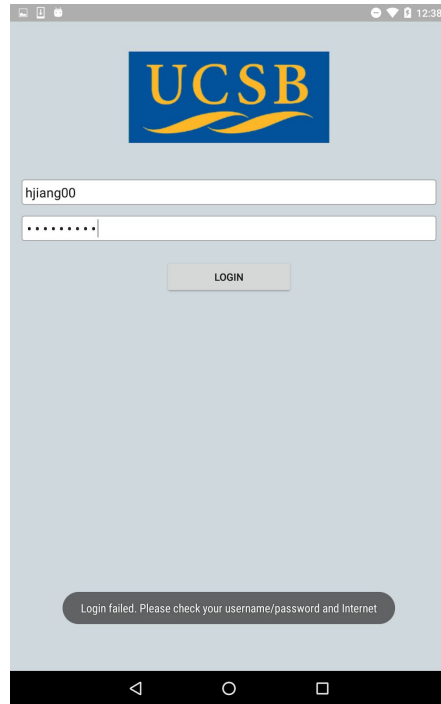 12:38
UCSB
hjiang00
•••••••••
LOGIN
Login failed. Please check your username/password and Internet